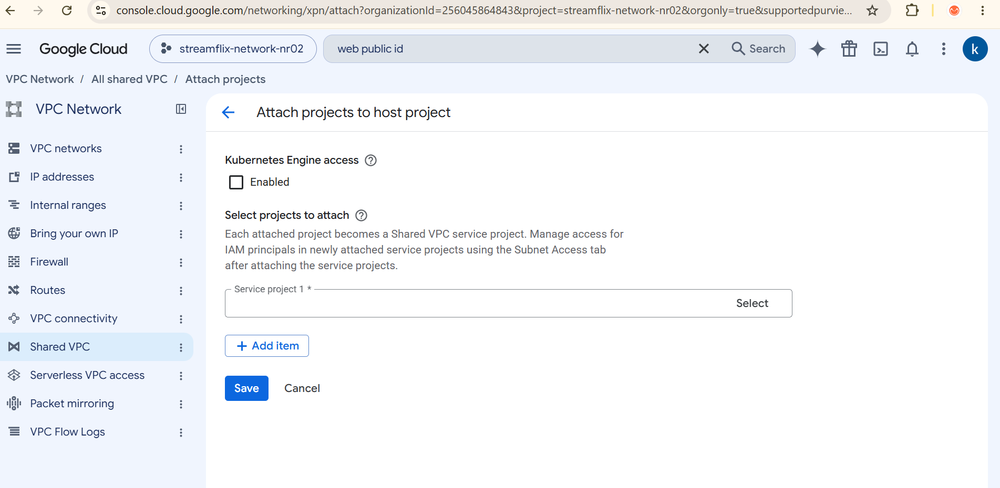 console.cloud.google.com/networking/xpn/attach?organizationId=256045864843&project=streamflix-network-nr02&orgonly=true&supportedpurvie...
Google Cloud
streamflix-network-nr02
web public id
Search
k
VPC Network / All shared VPC / Attach projects
VPC Network
VPC networks
IP addresses
Internal ranges
Bring your own IP
Firewall
Routes
VPC connectivity
Shared VPC
Serverless VPC access
Packet mirroring
VPC Flow Logs
Attach projects to host project
Kubernetes Engine access
Enabled
Select projects to attach
Each attached project becomes a Shared VPC service project. Manage access for
IAM principals in newly attached service projects using the Subnet Access tab
after attaching the service projects.
Service project 1 *
Select
+ Add item
Save
Cancel